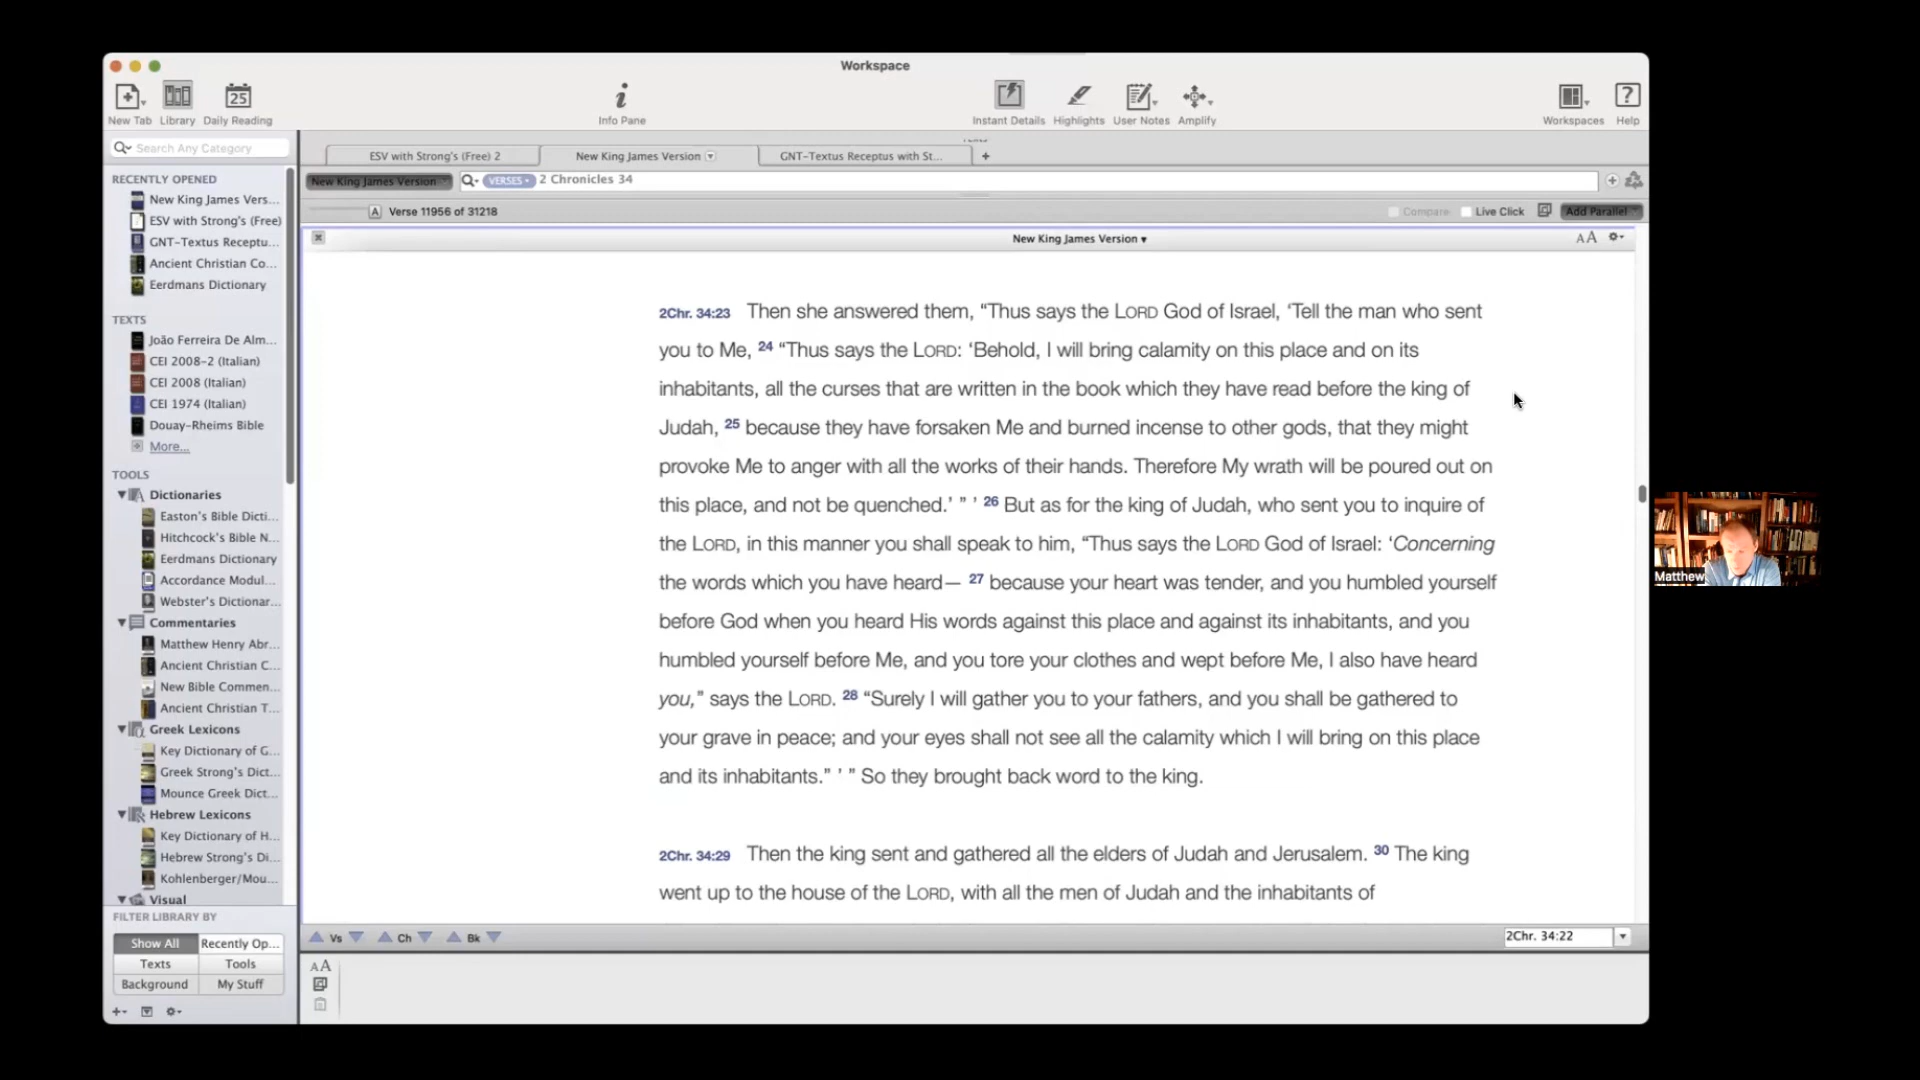 Workspace
New Tab
Library
Daily Reading
25
Info Pane
Instant Details
Highlights
User Notes
Amplify
Workspaces
Help
Search Any Category
ESV with Strong's (Free) 2
New King James Version
GNT-Textus Receptus with St...
New King James Version
VERSES
2 Chronicles 34
A Verse 11956 of 31218
Compare
Live Click
Add Parallel
New King James Version
AA
RECENTLY OPENED
New King James Vers...
ESV with Strong's (Free)
GNT-Textus Receptu...
Ancient Christian Co...
Eerdmans Dictionary
TEXTS
João Ferreira De Alm...
CEI 2008-2 (Italian)
CEI 2008 (Italian)
CEI 1974 (Italian)
Douay-Rheims Bible
More...
TOOLS
Dictionaries
Easton's Bible Dicti...
Hitchcock's Bible N...
Eerdmans Dictionary
Accordance Modul...
Webster's Dictionar...
Commentaries
Matthew Henry Abr...
Ancient Christian C...
New Bible Commen...
Ancient Christian T...
Greek Lexicons
Key Dictionary of G...
Greek Strong's Dict...
Mounce Greek Dict...
Hebrew Lexicons
Key Dictionary of H...
Hebrew Strong's Di...
Kohlenberger/Mou...
Visual
FILTER LIBRARY BY
Show All
Recently Op...
Texts
Tools
Background
My Stuff
2Chr. 34:23 Then she answered them, “Thus says the LORD God of Israel, ‘Tell the man who sent
you to Me, 24 “Thus says the LORD: ‘Behold, I will bring calamity on this place and on its
inhabitants, all the curses that are written in the book which they have read before the king of
Judah, 25 because they have forsaken Me and burned incense to other gods, that they might
provoke Me to anger with all the works of their hands. Therefore My wrath will be poured out on
this place, and not be quenched.’ ” ’ 26 But as for the king of Judah, who sent you to inquire of
the LORD, in this manner you shall speak to him, “Thus says the LORD God of Israel: ‘Concerning
the words which you have heard— 27 because your heart was tender, and you humbled yourself
before God when you heard His words against this place and against its inhabitants, and you
humbled yourself before Me, and you tore your clothes and wept before Me, I also have heard
you,” says the LORD. 28 “Surely I will gather you to your fathers, and you shall be gathered to
your grave in peace; and your eyes shall not see all the calamity which I will bring on this place
and its inhabitants.” ’ ” So they brought back word to the king.
2Chr. 34:29 Then the king sent and gathered all the elders of Judah and Jerusalem. 30 The king
went up to the house of the LORD, with all the men of Judah and the inhabitants of
Vs
Ch
Bk
2Chr. 34:22
AA
Matthew